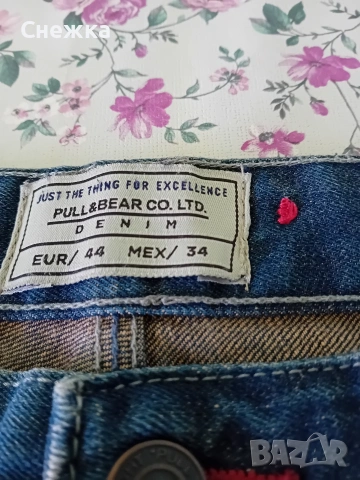 Снежка
JUST THE THING FOR EXCELLENCE
PULL&BEAR CO. LTD.
DENIM
EUR/ 44 MEX/ 34
BAZAR